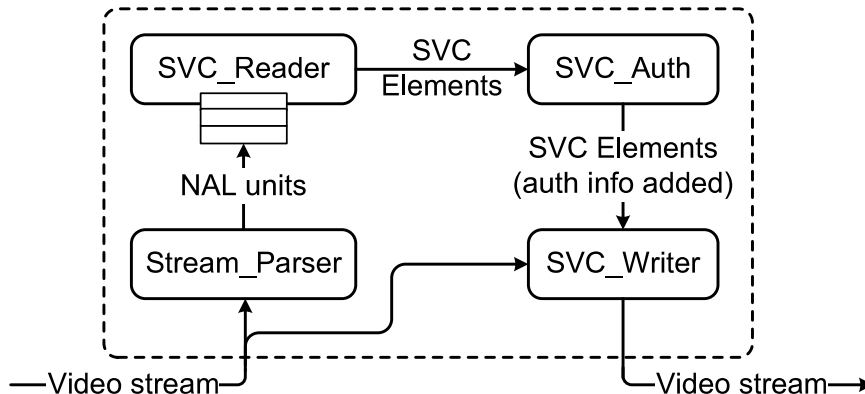 SVC_Reader
SVC
Elements
SVC_Auth
NAL units
SVC Elements
(auth info added)
Stream_Parser
SVC_Writer
Video stream
Video stream